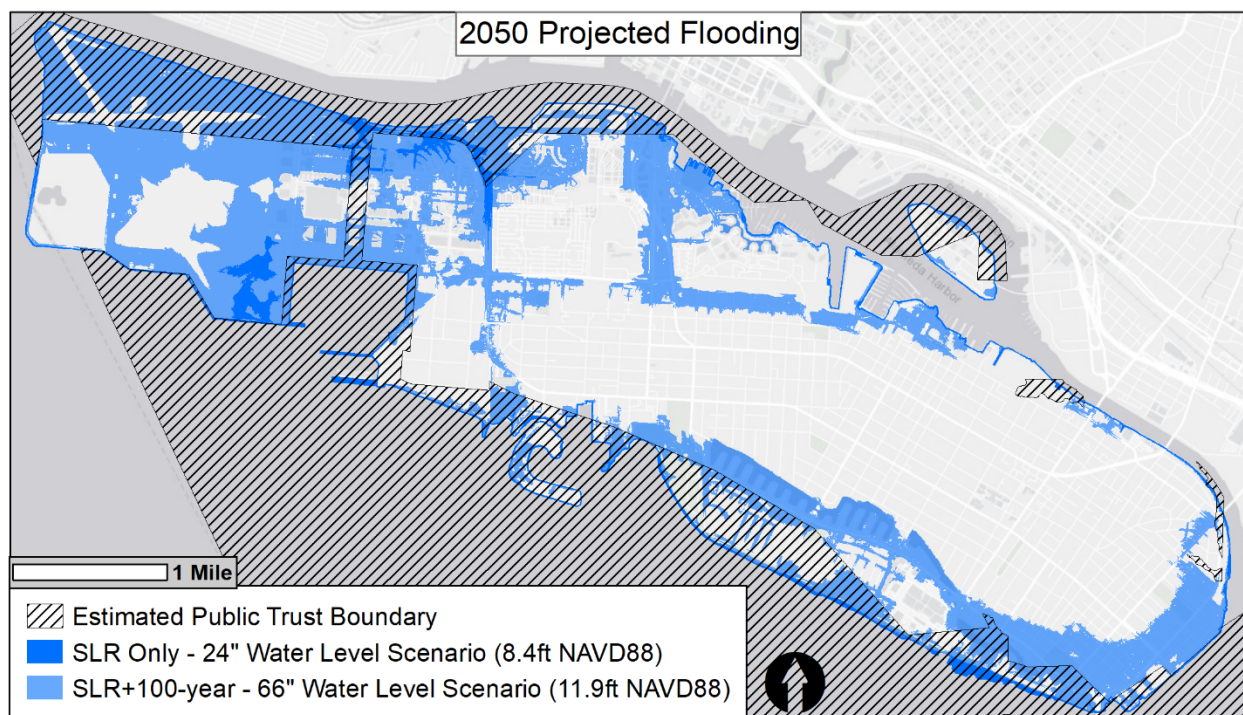 2050 Projected Flooding
Harbor
1 Mile
Estimated Public Trust Boundary
SLR Only - 24" Water Level Scenario (8.4ft NAVD88)
SLR+100-year - 66" Water Level Scenario (11.9ft NAVD88)